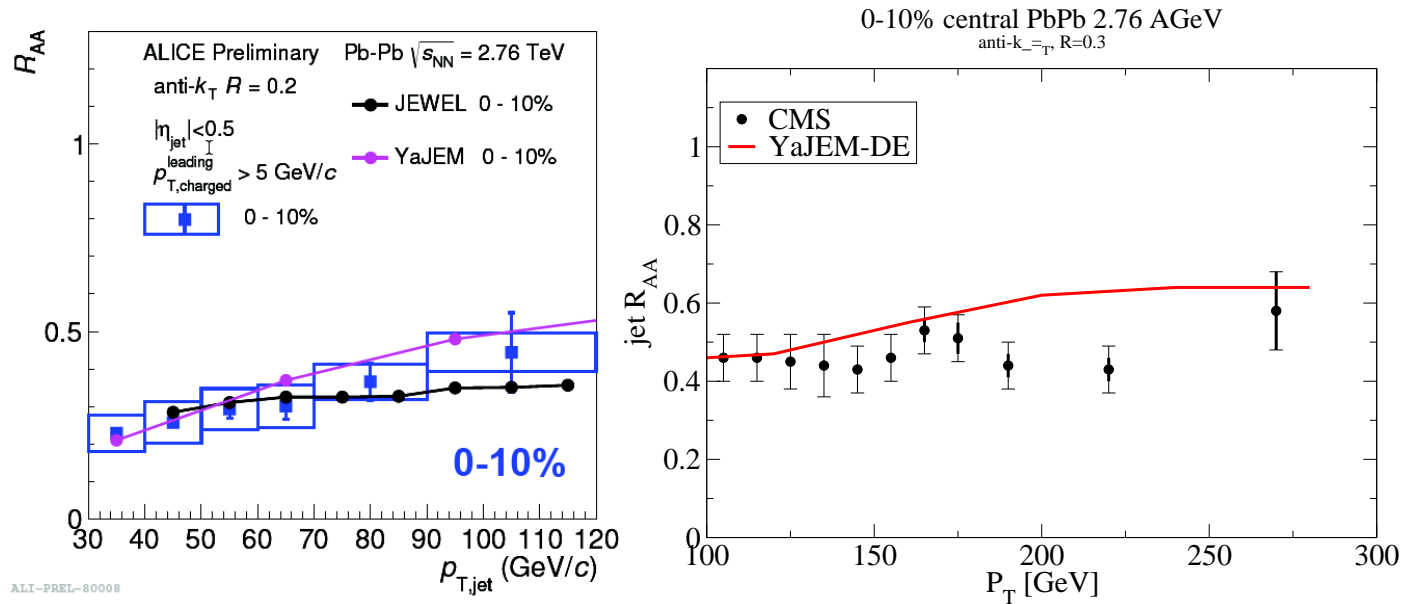 R_AA
ALICE Preliminary
Pb-Pb √s_NN = 2.76 TeV
anti-k_T R = 0.2
|η_jet|<0.5
p_T,charged^leading > 5 GeV/c
0 - 10%
JEWEL 0 - 10%
YaJEM 0 - 10%
1
0.5
0
0-10%
30 40 50 60 70 80 90 100 110 120
p_T,jet (GeV/c)
ALI-PREL-80008
0-10% central PbPb 2.76 AGeV
anti-k_=_T, R=0.3
CMS
YaJEM-DE
jet R_AA
1
0.8
0.6
0.4
0.2
0
100 150 200 250 300
P_T [GeV]